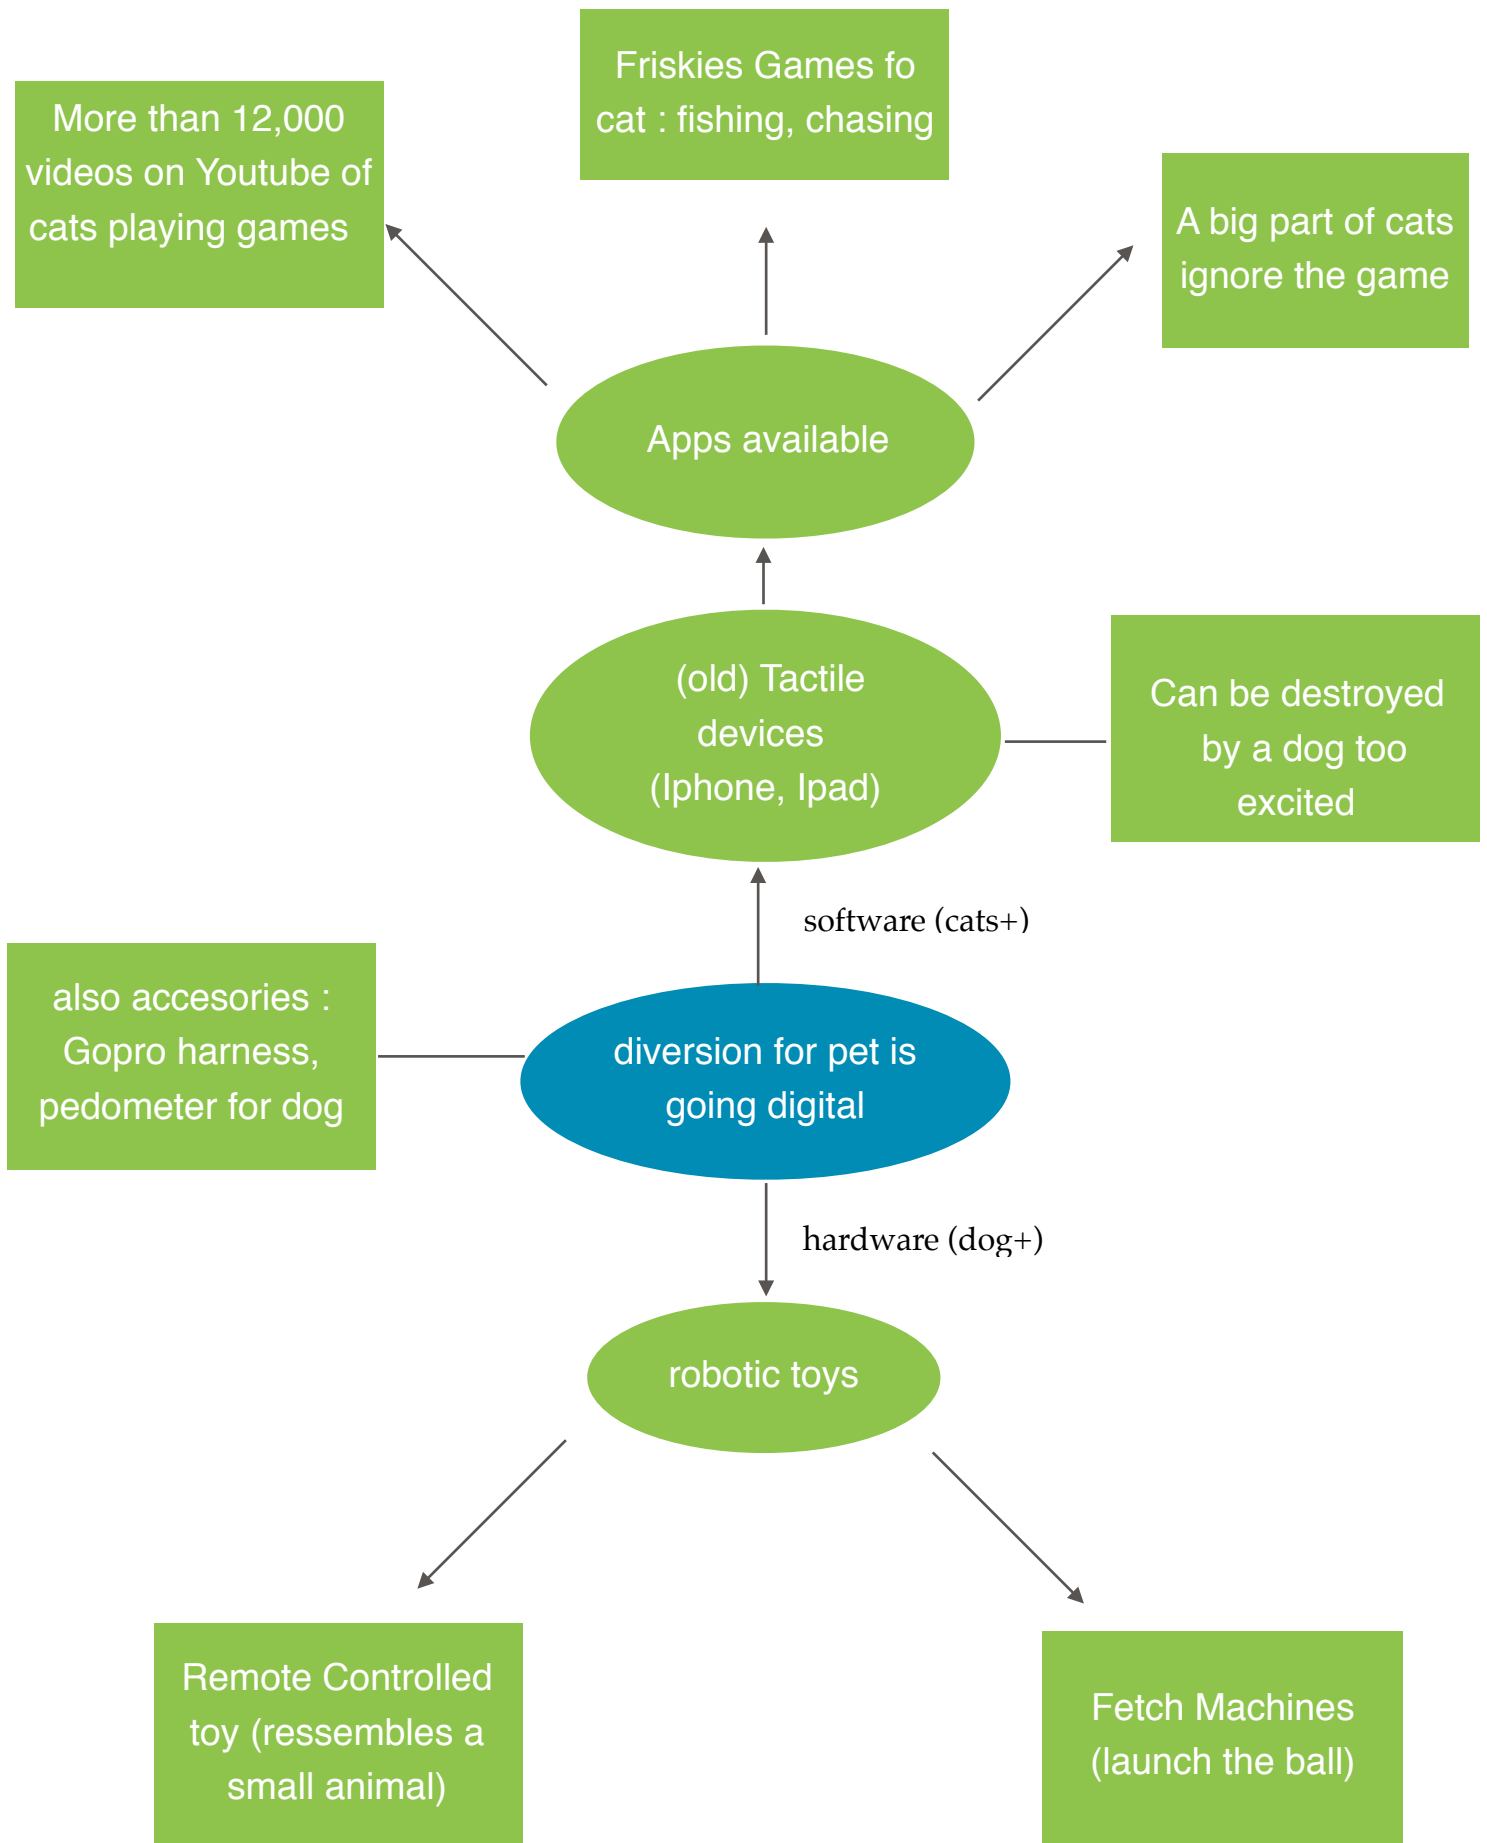 Friskies Games fo
cat : fishing, chasing
More than 12,000
videos on Youtube of
cats playing games
A big part of cats
ignore the game
Apps available
(old) Tactile
devices
(Iphone, Ipad)
Can be destroyed
by a dog too
excited
software (cats+)
also accesories :
Gopro harness,
pedometer for dog
diversion for pet is
going digital
hardware (dog+)
robotic toys
Remote Controlled
toy (ressembles a
small animal)
Fetch Machines
(launch the ball)